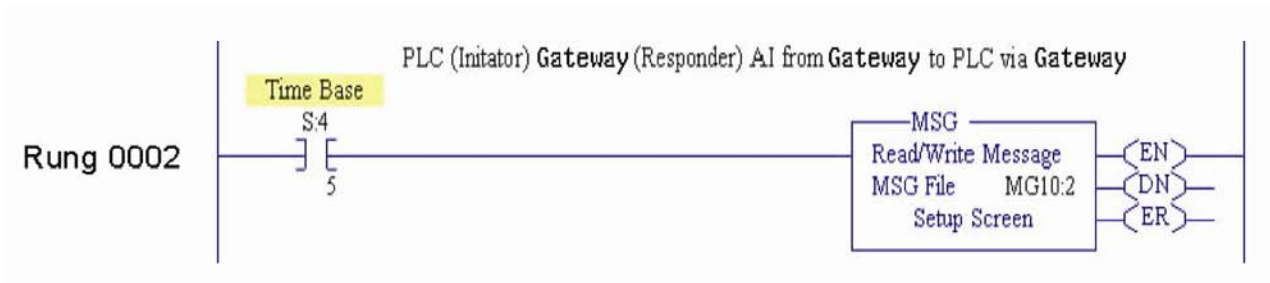 PLC (Initator) Gateway (Responder) AI from Gateway to PLC via Gateway
Time Base
S:4
5
Rung 0002
MSG
Read/Write Message
MSG File MG10:2
Setup Screen
EN
DN
ER